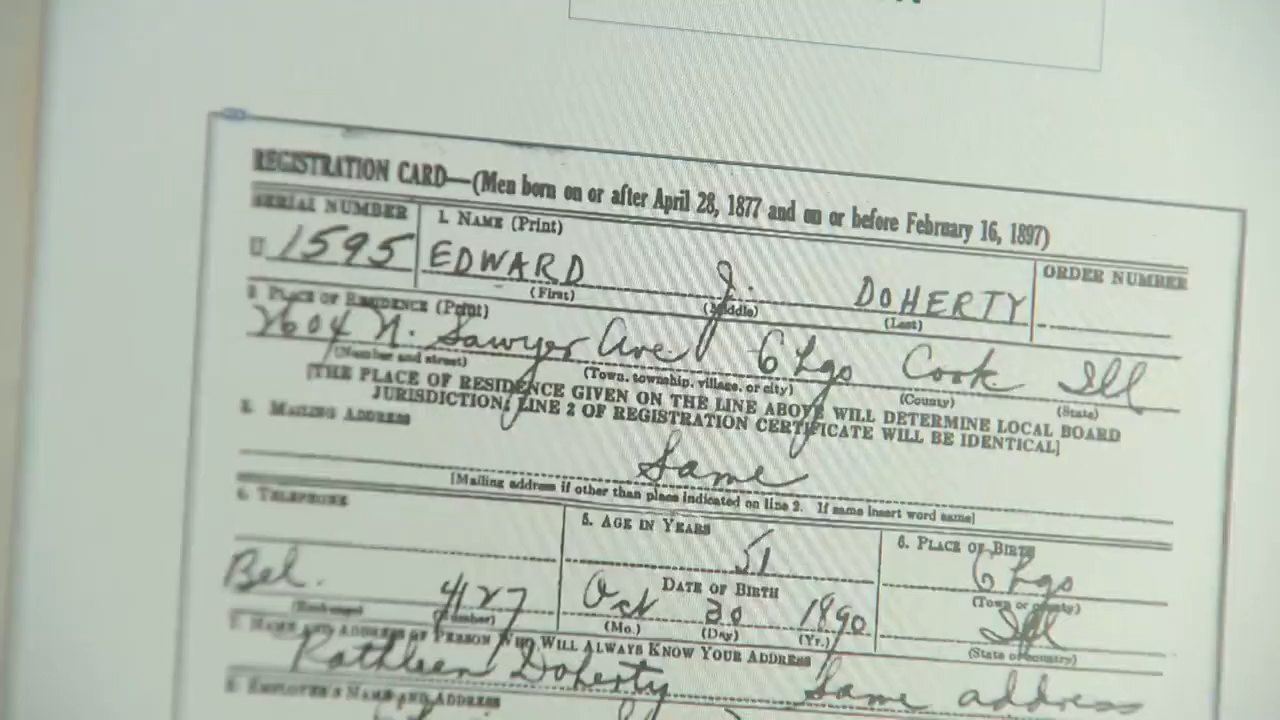 REGISTRATION CARD—(Men born on or after April 28, 1877 and on or before February 16, 1897)
SERIAL NUMBER 1. NAME (Print) ORDER NUMBER
U 1595 EDWARD J. DOHERTY
(First) (Middle) (Last)
2. PLACE OF RESIDENCE (Print)
2604 N. Sawyer Ave Chgo Cook Ill
(Number and street) (Town, township, village, or city) (County) (State)
[THE PLACE OF RESIDENCE GIVEN ON THE LINE ABOVE WILL DETERMINE LOCAL BOARD
JURISDICTION; LINE 2 OF REGISTRATION CERTIFICATE WILL BE IDENTICAL]
3. MAILING ADDRESS
Same
[Mailing address if other than place indicated on line 2. If same insert word same]
4. TELEPHONE 5. AGE IN YEARS 6. PLACE OF BIRTH
51 Chgo
DATE OF BIRTH (Town or county)
Bel. 4127 Oct 30 1890 Ill
(Exchange) (Number) (Mo.) (Day) (Yr.) (State or country)
7. NAME AND ADDRESS OF PERSON WHO WILL ALWAYS KNOW YOUR ADDRESS
Kathleen Doherty Same address
8. EMPLOYER'S NAME AND ADDRESS